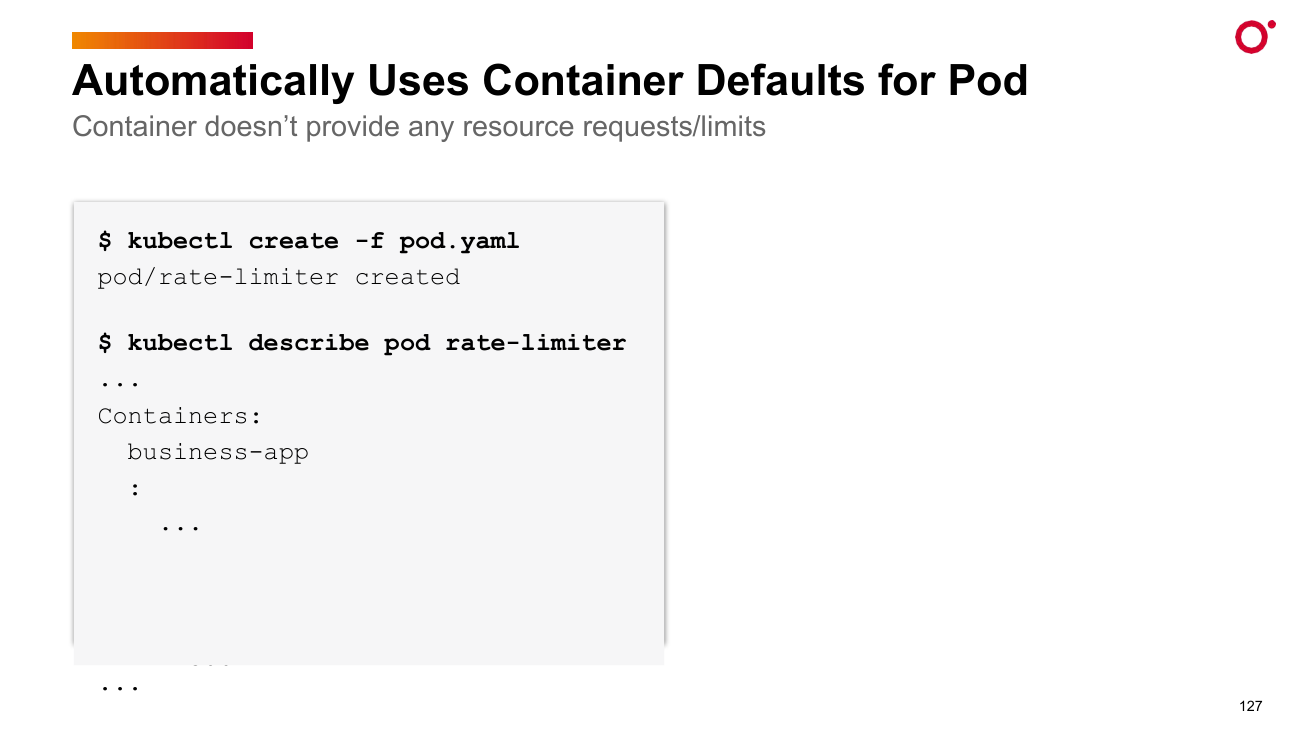 Automatically Uses Container Defaults for Pod
Container doesn’t provide any resource requests/limits
$ kubectl create -f pod.yaml
pod/rate-limiter created
$ kubectl describe pod rate-limiter
...
Containers:
business-app
:
...
...
...
127